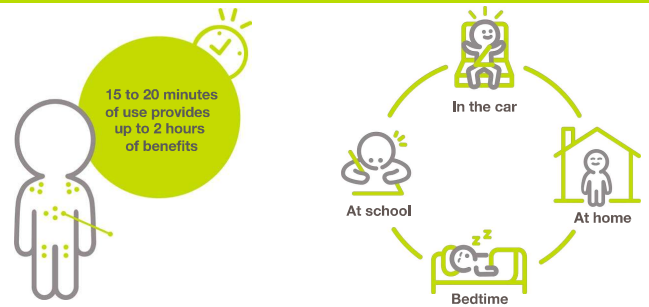 15 to 20 minutes
of use provides
up to 2 hours
of benefits
In the car
At school
At home
z z
Bedtime